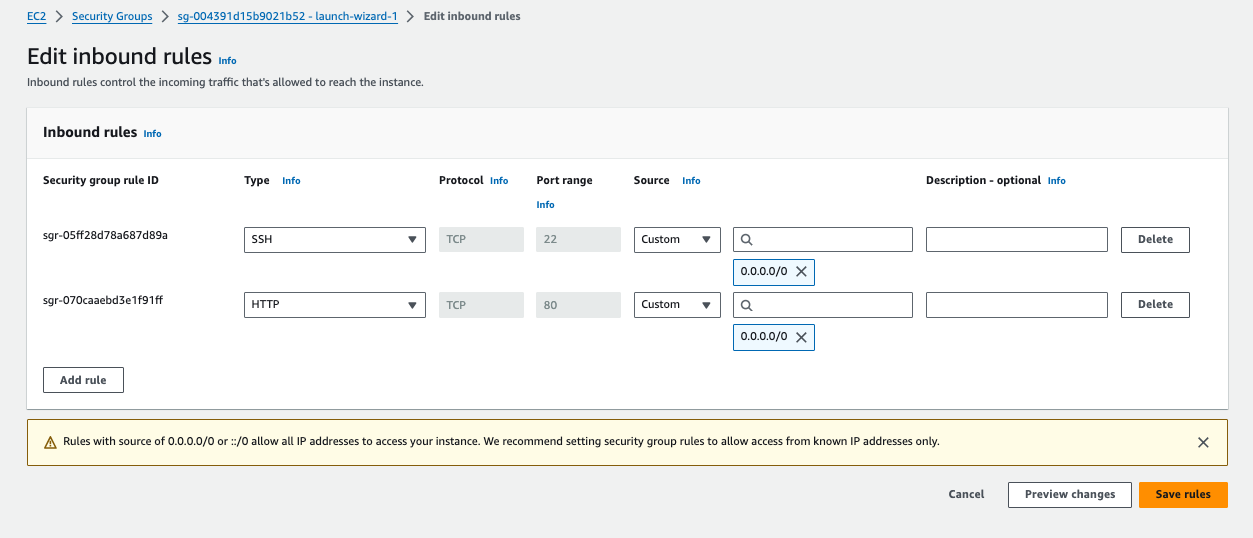 EC2 > Security Groups > sg-004391d15b9021b52 - launch-wizard-1 > Edit inbound rules
Edit inbound rules Info
Inbound rules control the incoming traffic that's allowed to reach the instance.
Inbound rules Info
Security group rule ID Type Info Protocol Info Port range Info Source Info Description - optional Info
sgr-05ff28d78a687d89a SSH TCP 22 Custom Delete
0.0.0.0/0
sgr-070caaebd3e1f91ff HTTP TCP 80 Custom Delete
0.0.0.0/0
Add rule
Rules with source of 0.0.0.0/0 or ::/0 allow all IP addresses to access your instance. We recommend setting security group rules to allow access from known IP addresses only.
Cancel Preview changes Save rules